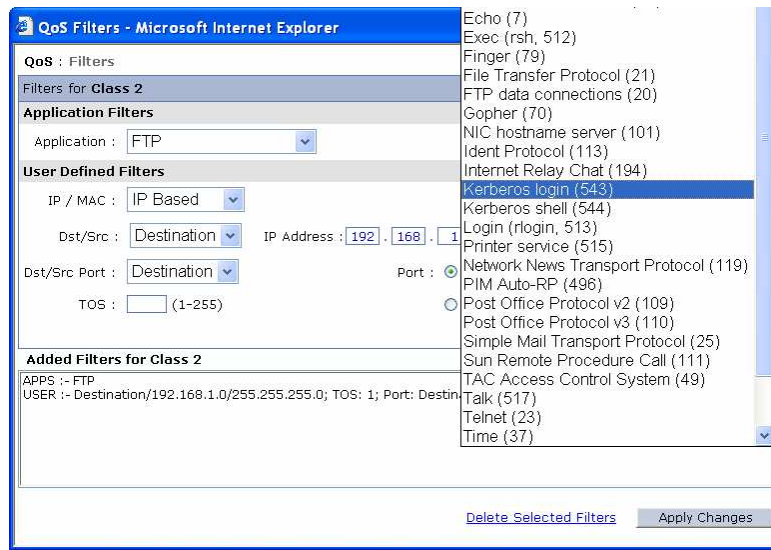 QoS Filters - Microsoft Internet Explorer
QoS : Filters
Filters for Class 2
Application Filters
Application : FTP
User Defined Filters
IP / MAC : IP Based
Dst/Src : Destination IP Address : 192 . 168 . 1
Dst/Src Port : Destination Port :
TOS : (1-255)
Echo (7)
Exec (rsh, 512)
Finger (79)
File Transfer Protocol (21)
FTP data connections (20)
Gopher (70)
NIC hostname server (101)
Ident Protocol (113)
Internet Relay Chat (194)
Kerberos login (543)
Kerberos shell (544)
Login (rlogin, 513)
Printer service (515)
Network News Transport Protocol (119)
PIM Auto-RP (496)
Post Office Protocol v2 (109)
Post Office Protocol v3 (110)
Simple Mail Transport Protocol (25)
Sun Remote Procedure Call (111)
TAC Access Control System (49)
Talk (517)
Telnet (23)
Time (37)
Added Filters for Class 2
APPS :- FTP
USER :- Destination/192.168.1.0/255.255.255.0; TOS: 1; Port: Destin
Delete Selected Filters Apply Changes